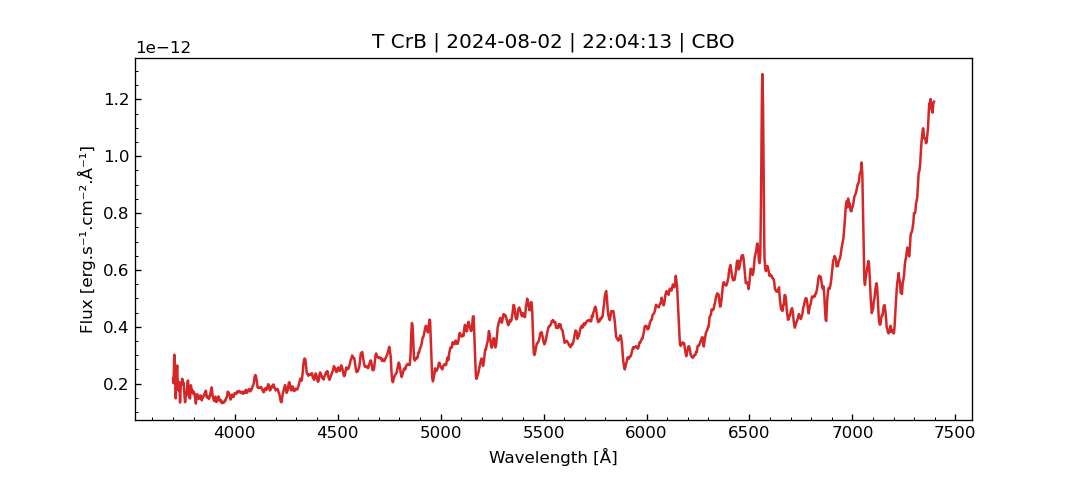 T CrB | 2024-08-02 | 22:04:13 | CBO
1e−12
1.2
1.0
0.8
0.6
0.4
0.2
Flux [erg.s⁻¹.cm⁻².Å⁻¹]
4000 4500 5000 5500 6000 6500 7000 7500
Wavelength [Å]